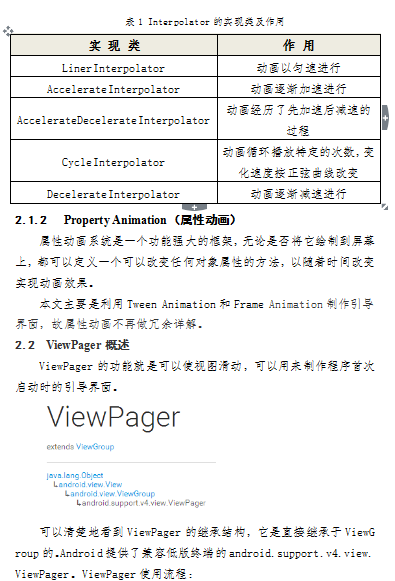 表 1 Interpolator 的实现类及作用
实 现 类 作 用
LinerInterpolator 动画以匀速进行
AccelerateInterpolator 动画逐渐加速进行
AccelerateDecelerateInterpolator 动画经历了先加速后减速的
过程
CycleInterpolator 动画循环播放特定的次数,变
化速度按正弦曲线改变
DecelerateInterpolator 动画逐渐减速进行
2.1.2 Property Animation（属性动画）
属性动画系统是一个功能强大的框架,无论是否将它绘制到屏幕
上,都可以定义一个可以改变任何对象属性的方法,以随着时间改变
实现动画效果。
本文主要是利用 Tween Animation 和 Frame Animation 制作引导
界面,故属性动画不再做冗余详解。
2.2 ViewPager 概述
ViewPager 的功能就是可以使视图滑动,可以用来制作程序首次
启动时的引导界面。
ViewPager
extends ViewGroup
java.lang.Object
android.view.View
android.view.ViewGroup
android.support.v4.view.ViewPager
可以清楚地看到 ViewPager 的继承结构,它是直接继承于 ViewG
roup 的。Android 提供了兼容低版终端的 android.support.v4.view.
ViewPager。ViewPager 使用流程: